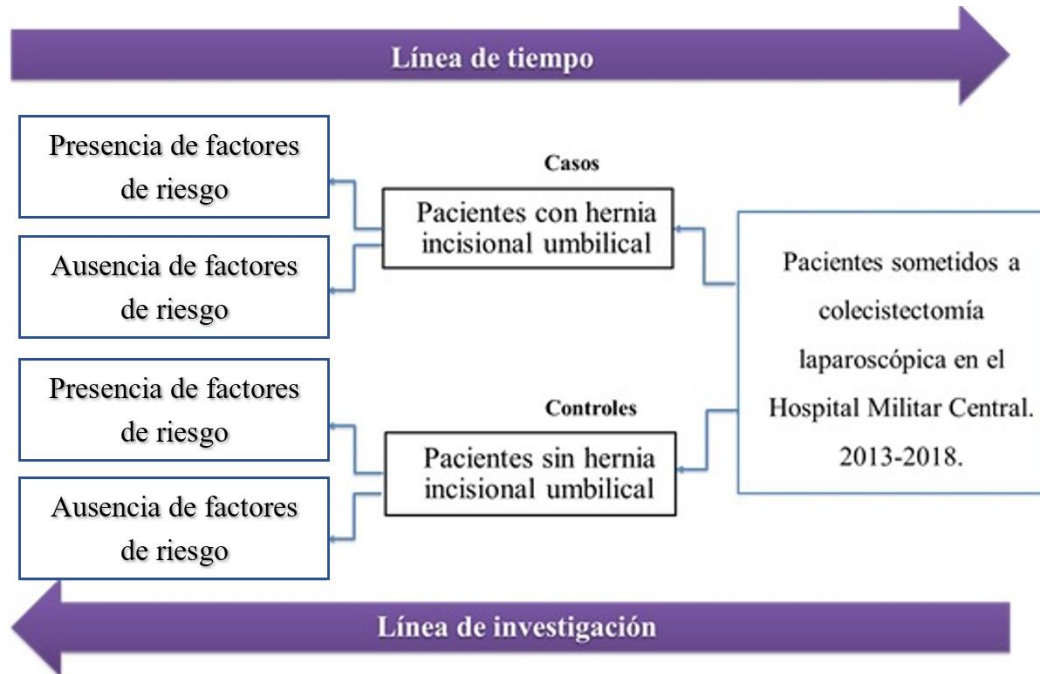 Línea de tiempo
Presencia de factores
de riesgo
Ausencia de factores
de riesgo
Presencia de factores
de riesgo
Ausencia de factores
de riesgo
Casos
Pacientes con hernia
incisional umbilical
Controles
Pacientes sin hernia
incisional umbilical
Pacientes sometidos a
colecistectomía
laparoscópica en el
Hospital Militar Central.
2013-2018.
Línea de investigación